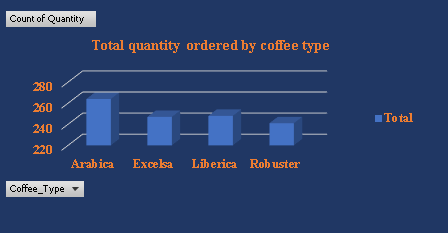 Count of Quantity
Total quantity ordered by coffee type
280
260
240
220
Arabica Excelsa Liberica Robuster
Total
Coffee_Type